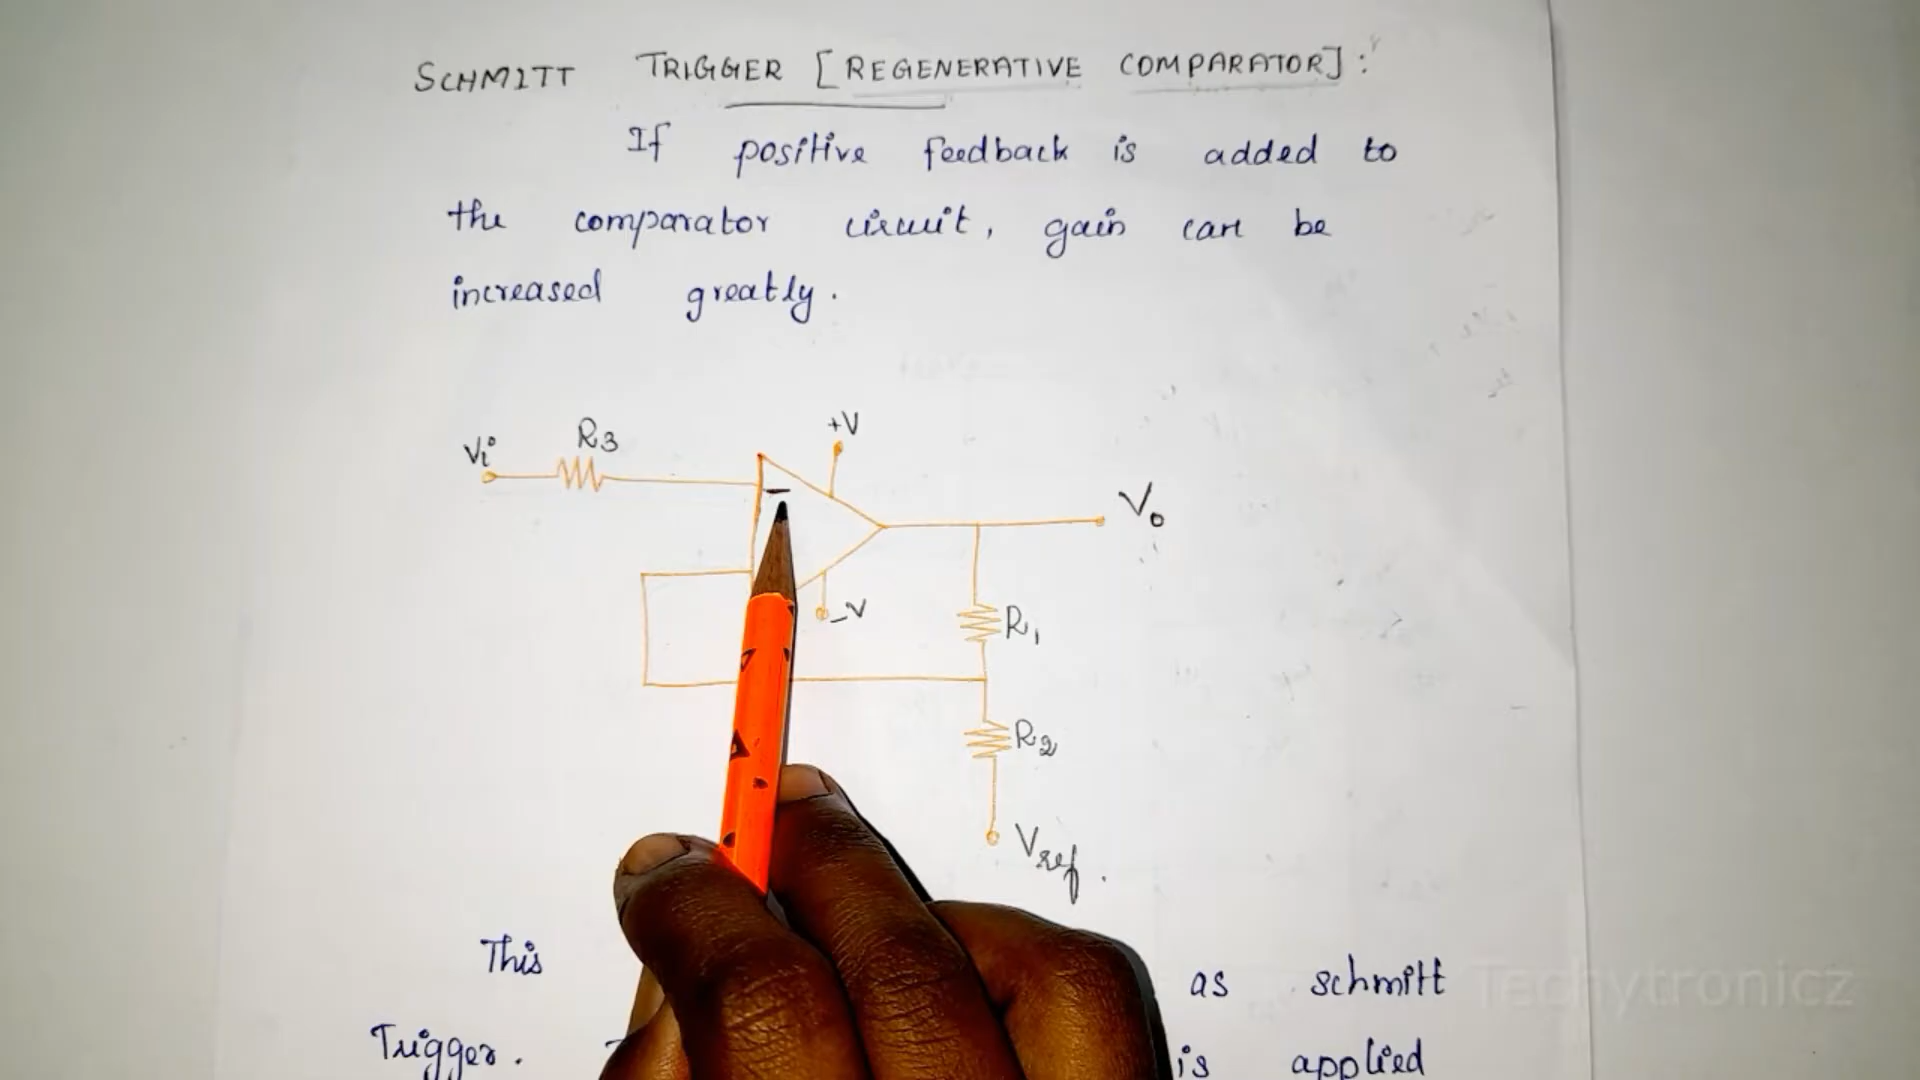 SCHMITT TRIGGER [REGENERATIVE COMPARATOR]:
If positive feedback is added to
the comparator circuit, gain can be
increased greatly.
+V
R3
Vi
−
Vo
−V
R1
R2
Vref.
This as schmitt
Techytronicz
Trigger. is applied